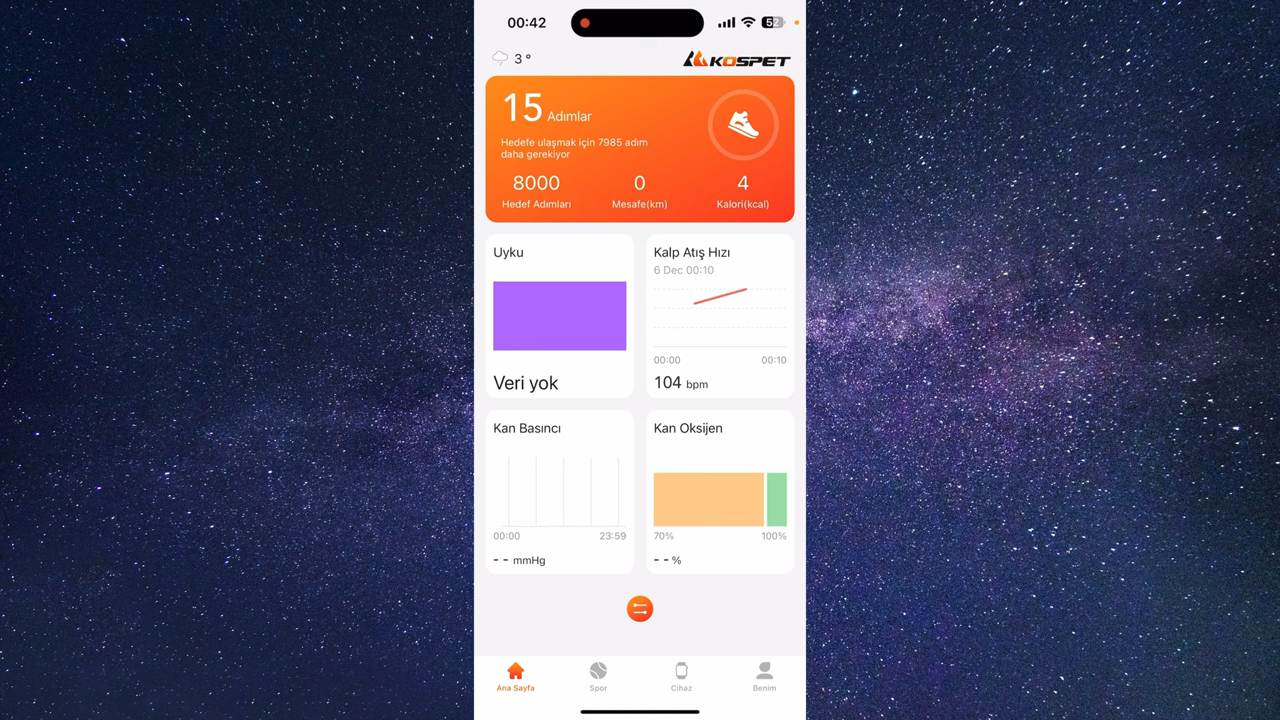 00:42
52
3 °
KOSPET
15 Adımlar
Hedefe ulaşmak için 7985 adım
daha gerekiyor
8000
0
4
Hedef Adımları
Mesafe(km)
Kalori(kcal)
Uyku
Veri yok
Kalp Atış Hızı
6 Dec 00:10
00:00
00:10
104 bpm
Kan Basıncı
00:00
23:59
-- mmHg
Kan Oksijen
70%
100%
-- %
Ana Sayfa
Spor
Cihaz
Benim